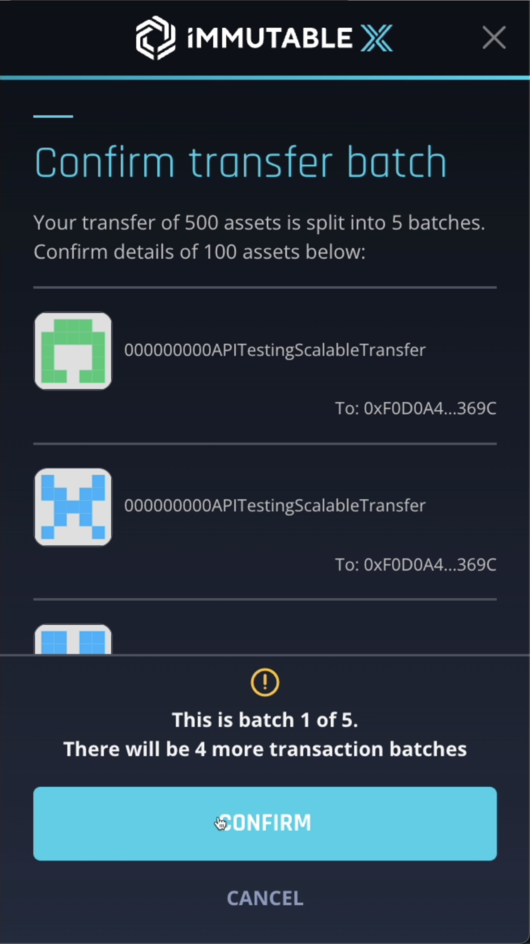 iMMUTABLE X
Confirm transfer batch
Your transfer of 500 assets is split into 5 batches.
Confirm details of 100 assets below:
000000000APITestingScalableTransfer
To: 0xF0D0A4...369C
000000000APITestingScalableTransfer
To: 0xF0D0A4...369C
This is batch 1 of 5.
There will be 4 more transaction batches
CONFIRM
CANCEL